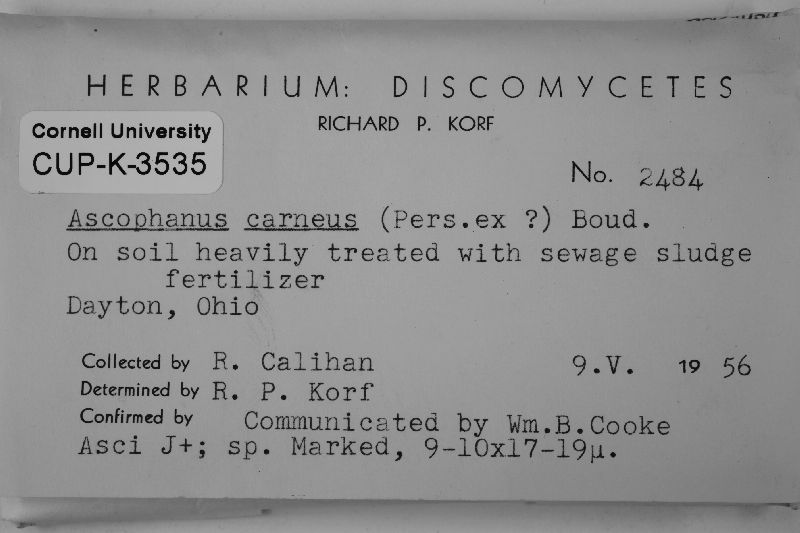 HERBARIUM: DISCOMYCETES
RICHARD P. KORF
Cornell University
CUP-K-3535
No. 2484
Ascophanus carneus (Pers.ex ?) Boud.
On soil heavily treated with sewage sludge
fertilizer
Dayton, Ohio
Collected by R. Calihan 9.V. 19 56
Determined by R. P. Korf
Confirmed by Communicated by Wm.B.Cooke
Asci J+; sp. Marked, 9-10x17-19µ.